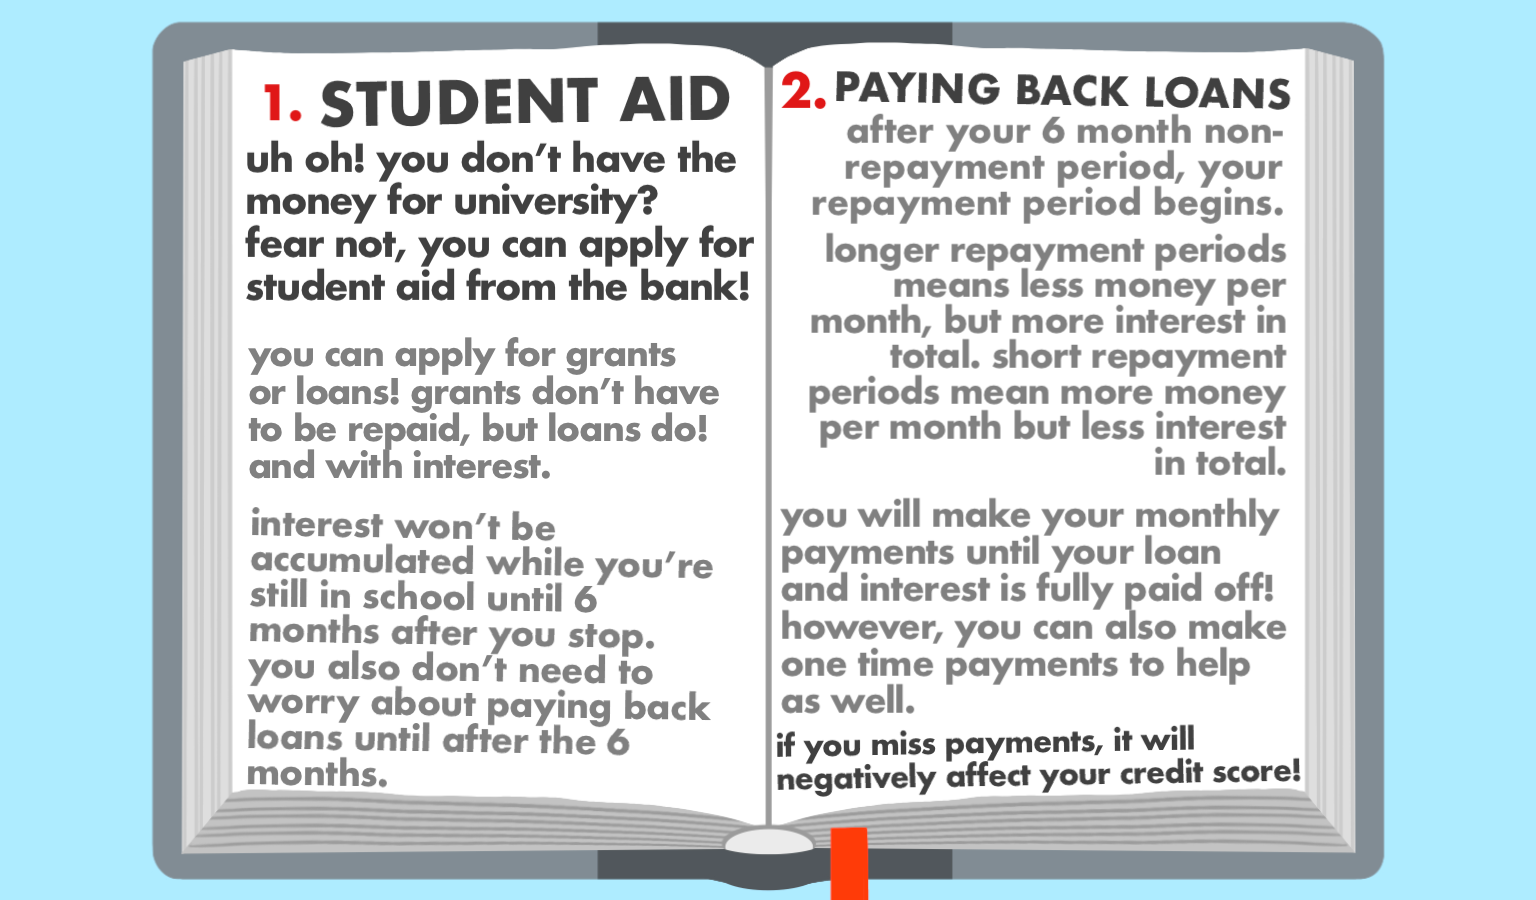 1. STUDENT AID
uh oh! you don't have the
money for university?
fear not, you can apply for
student aid from the bank!
you can apply for grants
or loans! grants don't have
to be repaid, but loans do!
and with interest.
interest won't be
accumulated while you're
still in school until 6
months after you stop.
you also don't need to
worry about paying back
loans until after the 6
months.
2. PAYING BACK LOANS
after your 6 month non-
repayment period, your
repayment period begins.
longer repayment periods
means less money per
month, but more interest in
total. short repayment
periods mean more money
per month but less interest
in total.
you will make your monthly
payments until your loan
and interest is fully paid off!
however, you can also make
one time payments to help
as well.
if you miss payments, it will
negatively affect your credit score!